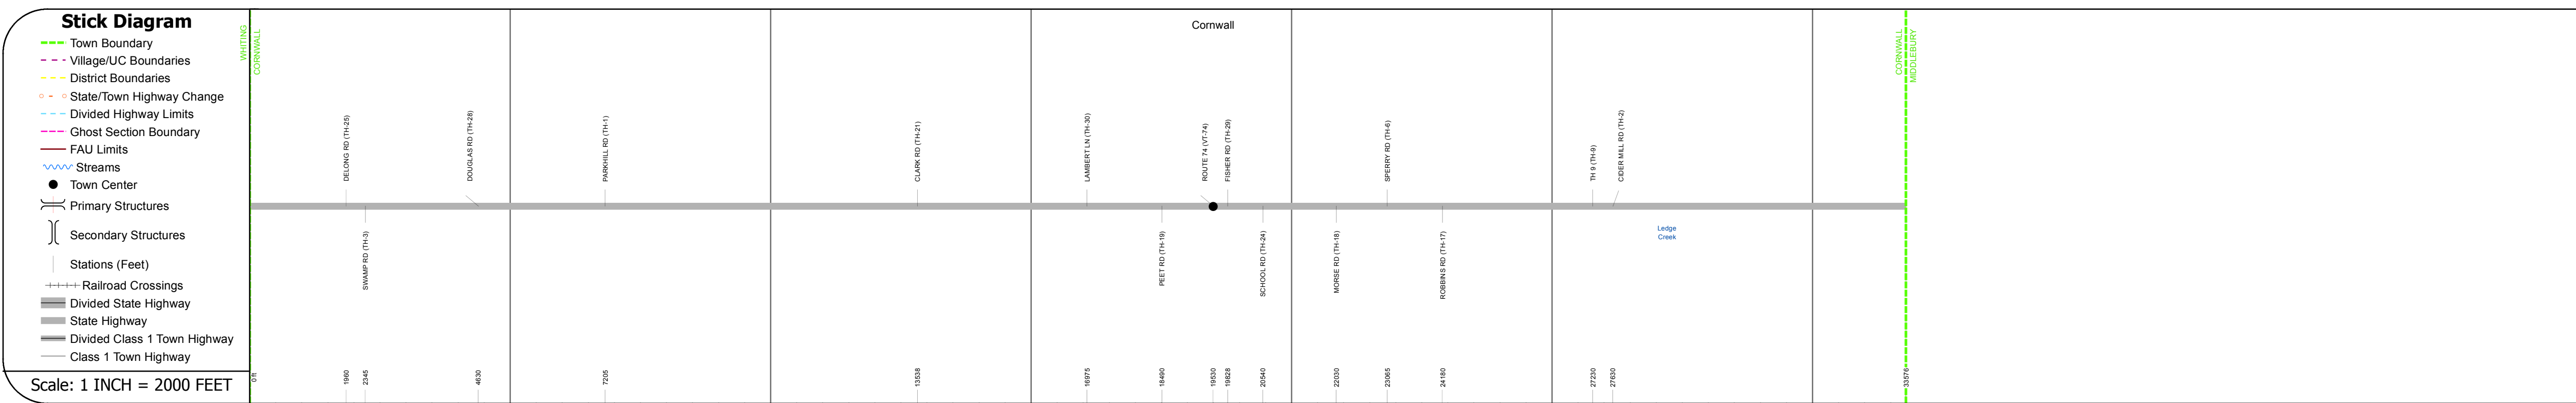 Stick Diagram
Town Boundary
Village/UC Boundaries
District Boundaries
State/Town Highway Change
Divided Highway Limits
Ghost Section Boundary
FAU Limits
Streams
Town Center
Primary Structures
Secondary Structures
Stations (Feet)
Railroad Crossings
Divided State Highway
State Highway
Divided Class 1 Town Highway
Class 1 Town Highway
Scale: 1 INCH = 2000 FEET
WHITING
CORNWALL
Cornwall
CORNWALL
MIDDLEBURY
DELONG RD (TH-25)
DOUGLAS RD (TH-28)
PARKHILL RD (TH-1)
CLARK RD (TH-21)
LAMBERT LN (TH-30)
ROUTE 74 (VT-74)
FISHER RD (TH-29)
SPERRY RD (TH-6)
TH 9 (TH-9)
CIDER MILL RD (TH-2)
SWAMP RD (TH-3)
PEET RD (TH-19)
SCHOOL RD (TH-24)
MORSE RD (TH-18)
ROBBINS RD (TH-17)
Ledge
Creek
0 ft
1960
2345
4630
7205
13538
16975
18490
19530
19828
20540
22030
23065
24180
27230
27630
33576